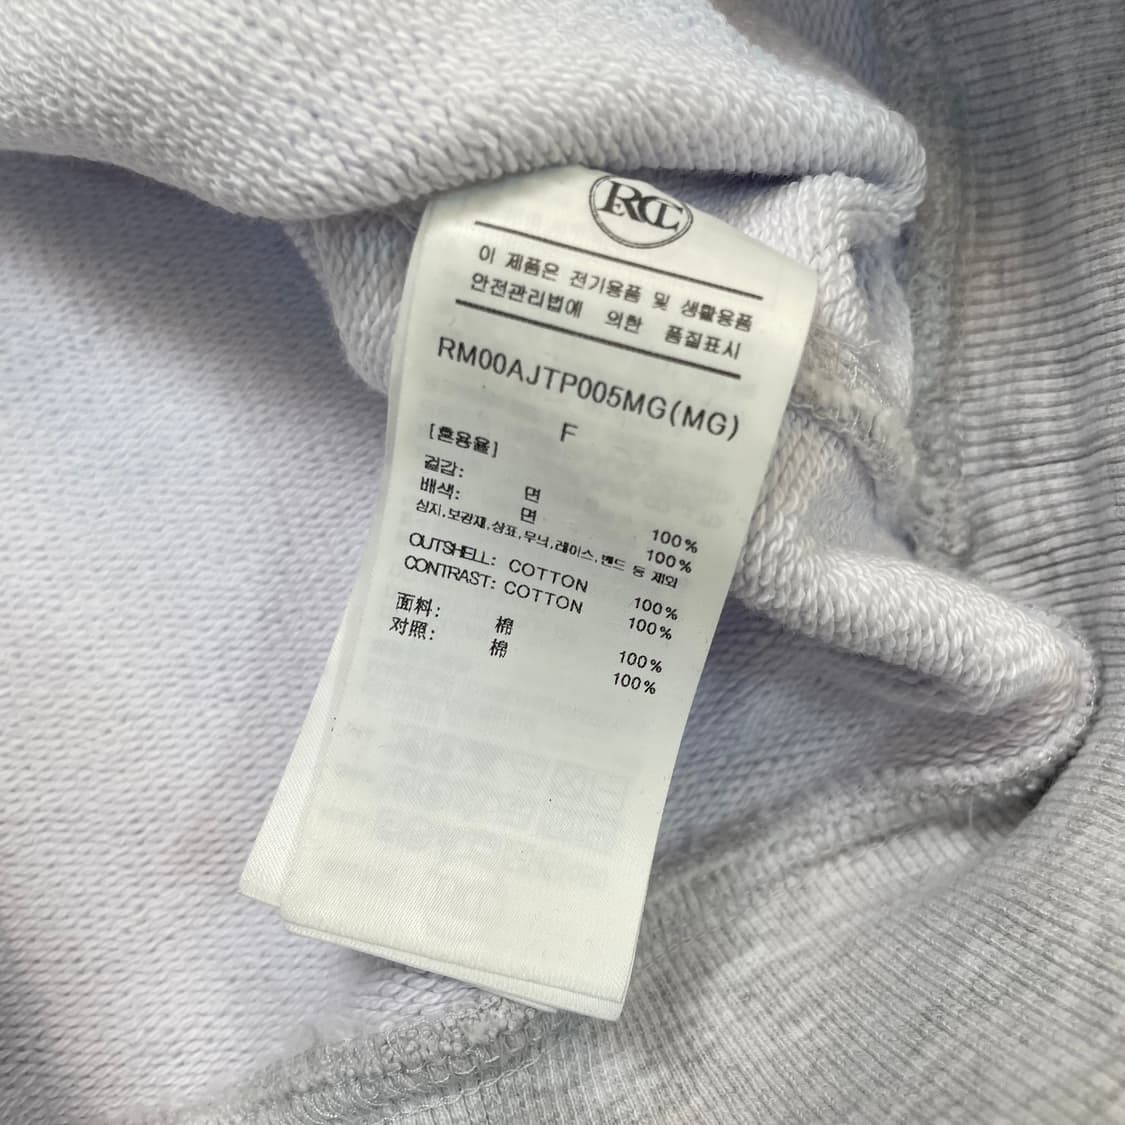 RCT
이 제품은 전기용품 및 생활용품
안전관리법에 의한 품질표시
RM00AJTP005MG(MG)
F
[혼용율]
겉감: 면 100%
배색: 면 100%
심지,보강재,상표,무늬,레이스,밴드 등 제외
OUTSHELL: COTTON 100%
CONTRAST: COTTON 100%
面料: 棉 100%
对照: 棉 100%